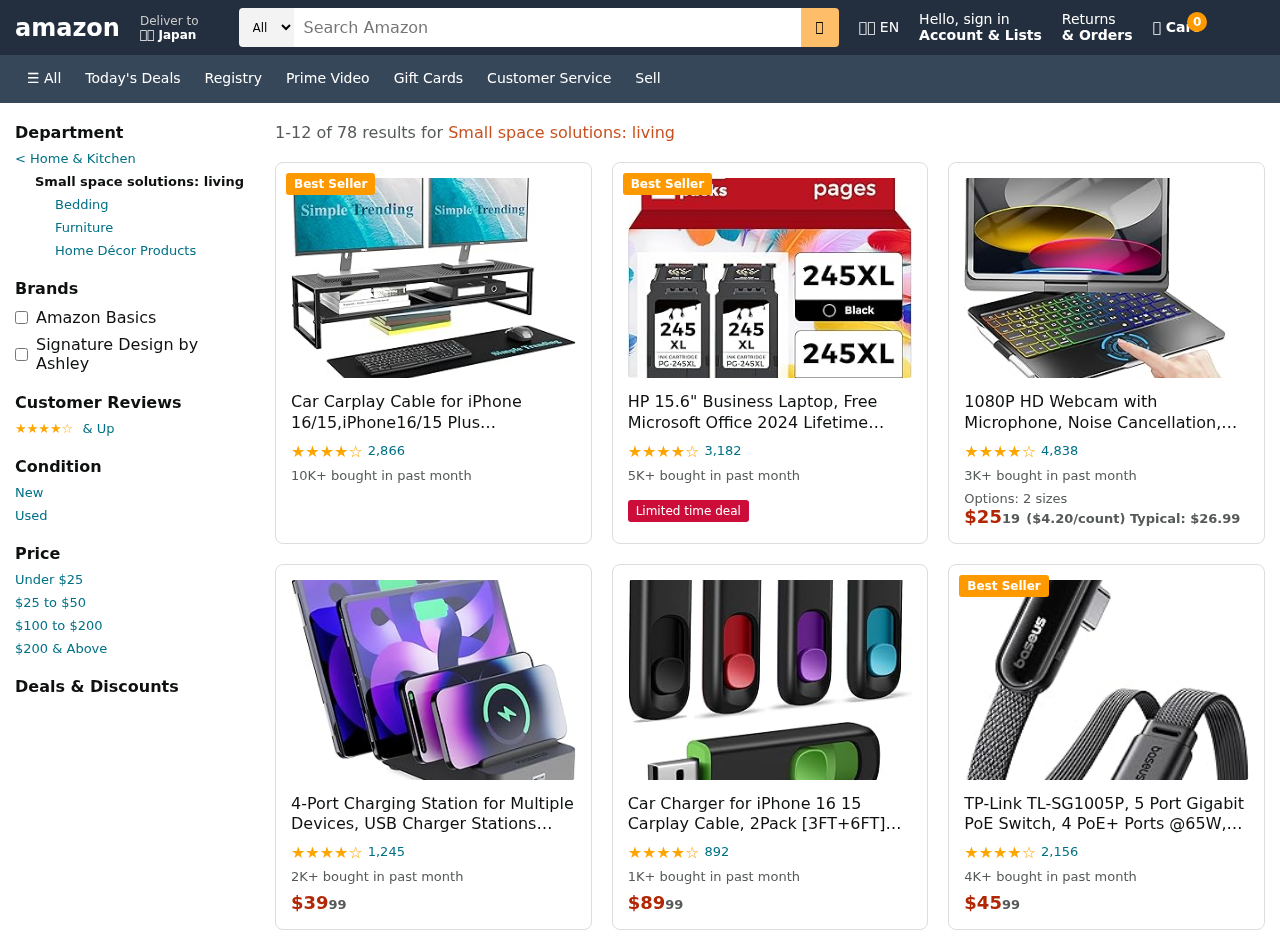 amazon
Deliver to
Japan
All
Search Amazon
EN
Hello, sign in
Account & Lists
Returns
& Orders
0
☰ All
Today's Deals
Registry
Prime Video
Gift Cards
Customer Service
Sell
Department
< Home & Kitchen
Small space solutions: living
Bedding
Furniture
Home Décor Products
Brands
Amazon Basics
Signature Design by
Ashley
Customer Reviews
★★★★☆ & Up
Condition
New
Used
Price
Under $25
$25 to $50
$100 to $200
$200 & Above
Deals & Discounts
1-12 of 78 results for Small space solutions: living
Best Seller
Simple Trending
Simple Trending
Simple Trending
Car Carplay Cable for iPhone
16/15,iPhone16/15 Plus…
★★★★☆ 2,866
10K+ bought in past month
Best Seller
pages
245XL
Black
245XL
245
XL
INK CARTRIDGE
PG-245XL
245
XL
INK CARTRIDGE
PG-245XL
HP 15.6" Business Laptop, Free
Microsoft Office 2024 Lifetime…
★★★★☆ 3,182
5K+ bought in past month
Limited time deal
1080P HD Webcam with
Microphone, Noise Cancellation,…
★★★★☆ 4,838
3K+ bought in past month
Options: 2 sizes
$25 19 ($4.20/count) Typical: $26.99
4-Port Charging Station for Multiple
Devices, USB Charger Stations…
★★★★☆ 1,245
2K+ bought in past month
$39 99
Car Charger for iPhone 16 15
Carplay Cable, 2Pack [3FT+6FT]…
★★★★☆ 892
1K+ bought in past month
$89 99
Best Seller
baseus
baseus
TP-Link TL-SG1005P, 5 Port Gigabit
PoE Switch, 4 PoE+ Ports @65W,…
★★★★☆ 2,156
4K+ bought in past month
$45 99